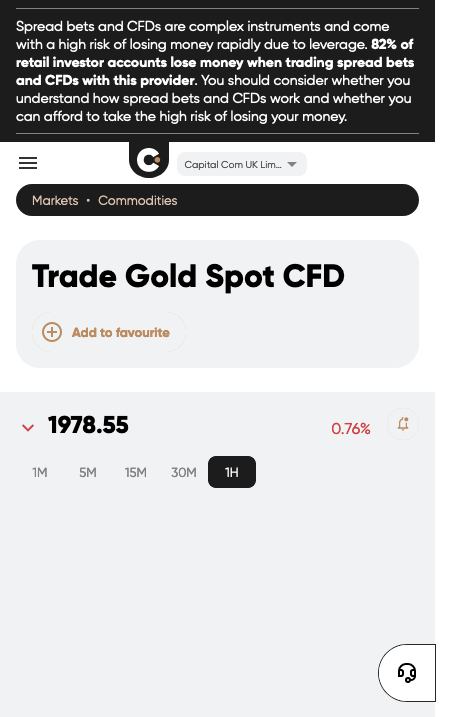 Spread bets and CFDs are complex instruments and come
with a high risk of losing money rapidly due to leverage. 82% of
retail investor accounts lose money when trading spread bets
and CFDs with this provider. You should consider whether you
understand how spread bets and CFDs work and whether you
can afford to take the high risk of losing your money.
Capital Com UK Lim...
Markets • Commodities
Trade Gold Spot CFD
Add to favourite
1978.55 0.76%
1M 5M 15M 30M 1H